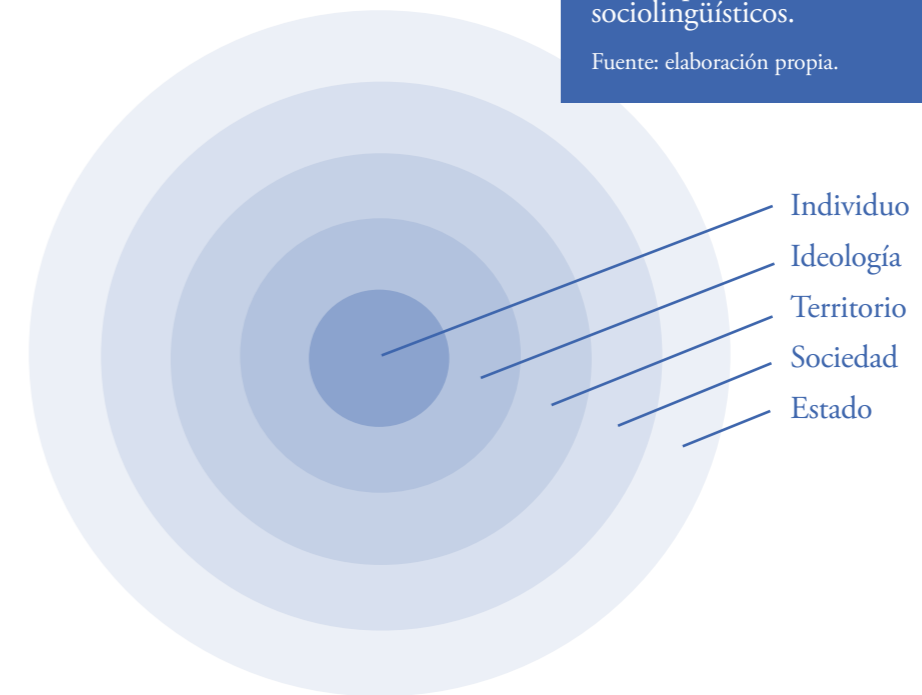 sociolingüísticos.
Fuente: elaboración propia.
Individuo
Ideología
Territorio
Sociedad
Estado